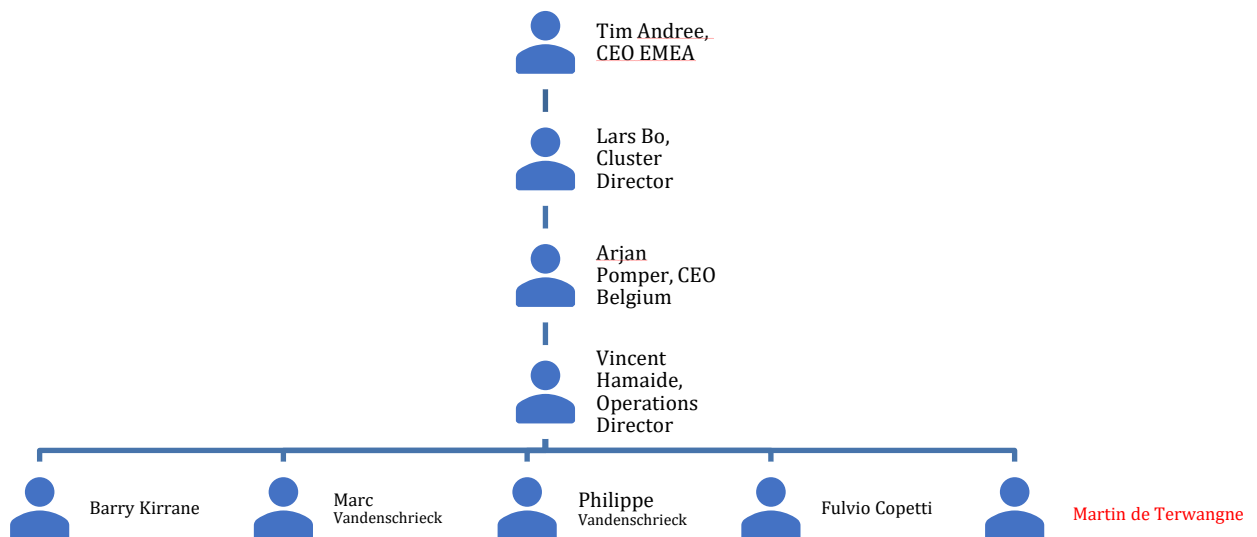 Tim Andree,
CEO EMEA
Lars Bo,
Cluster
Director
Arjan
Pomper, CEO
Belgium
Vincent
Hamaide,
Operations
Director
Barry Kirrane
Marc
Vandenschrieck
Philippe
Vandenschrieck
Fulvio Copetti
Martin de Terwangne